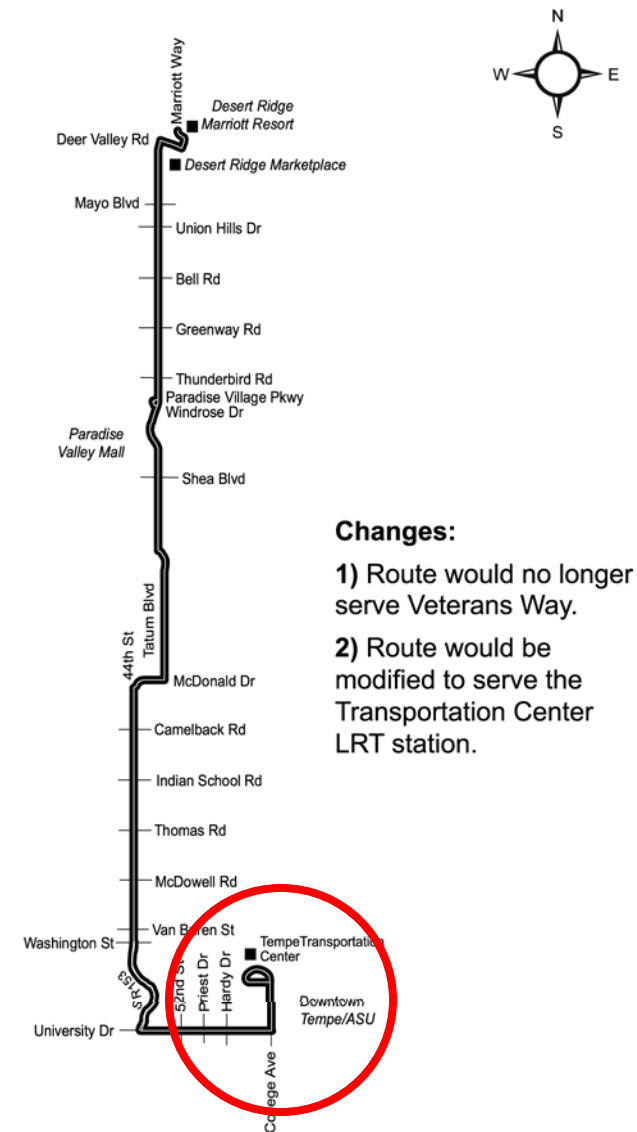 N
W
E
S
Marriott Way
Desert Ridge
Marriott Resort
Deer Valley Rd
Desert Ridge Marketplace
Mayo Blvd
Union Hills Dr
Bell Rd
Greenway Rd
Thunderbird Rd
Paradise Village Pkwy
Windrose Dr
Paradise
Valley Mall
Shea Blvd
Changes:
1) Route would no longer
serve Veterans Way.
2) Route would be
modified to serve the
Transportation Center
LRT station.
Tatum Blvd
44th St
McDonald Dr
Camelback Rd
Indian School Rd
Thomas Rd
McDowell Rd
Van Buren St
Washington St
TempeTransportation
Center
SR153
52nd St
Priest Dr
Hardy Dr
Downtown
Tempe/ASU
University Dr
College Ave